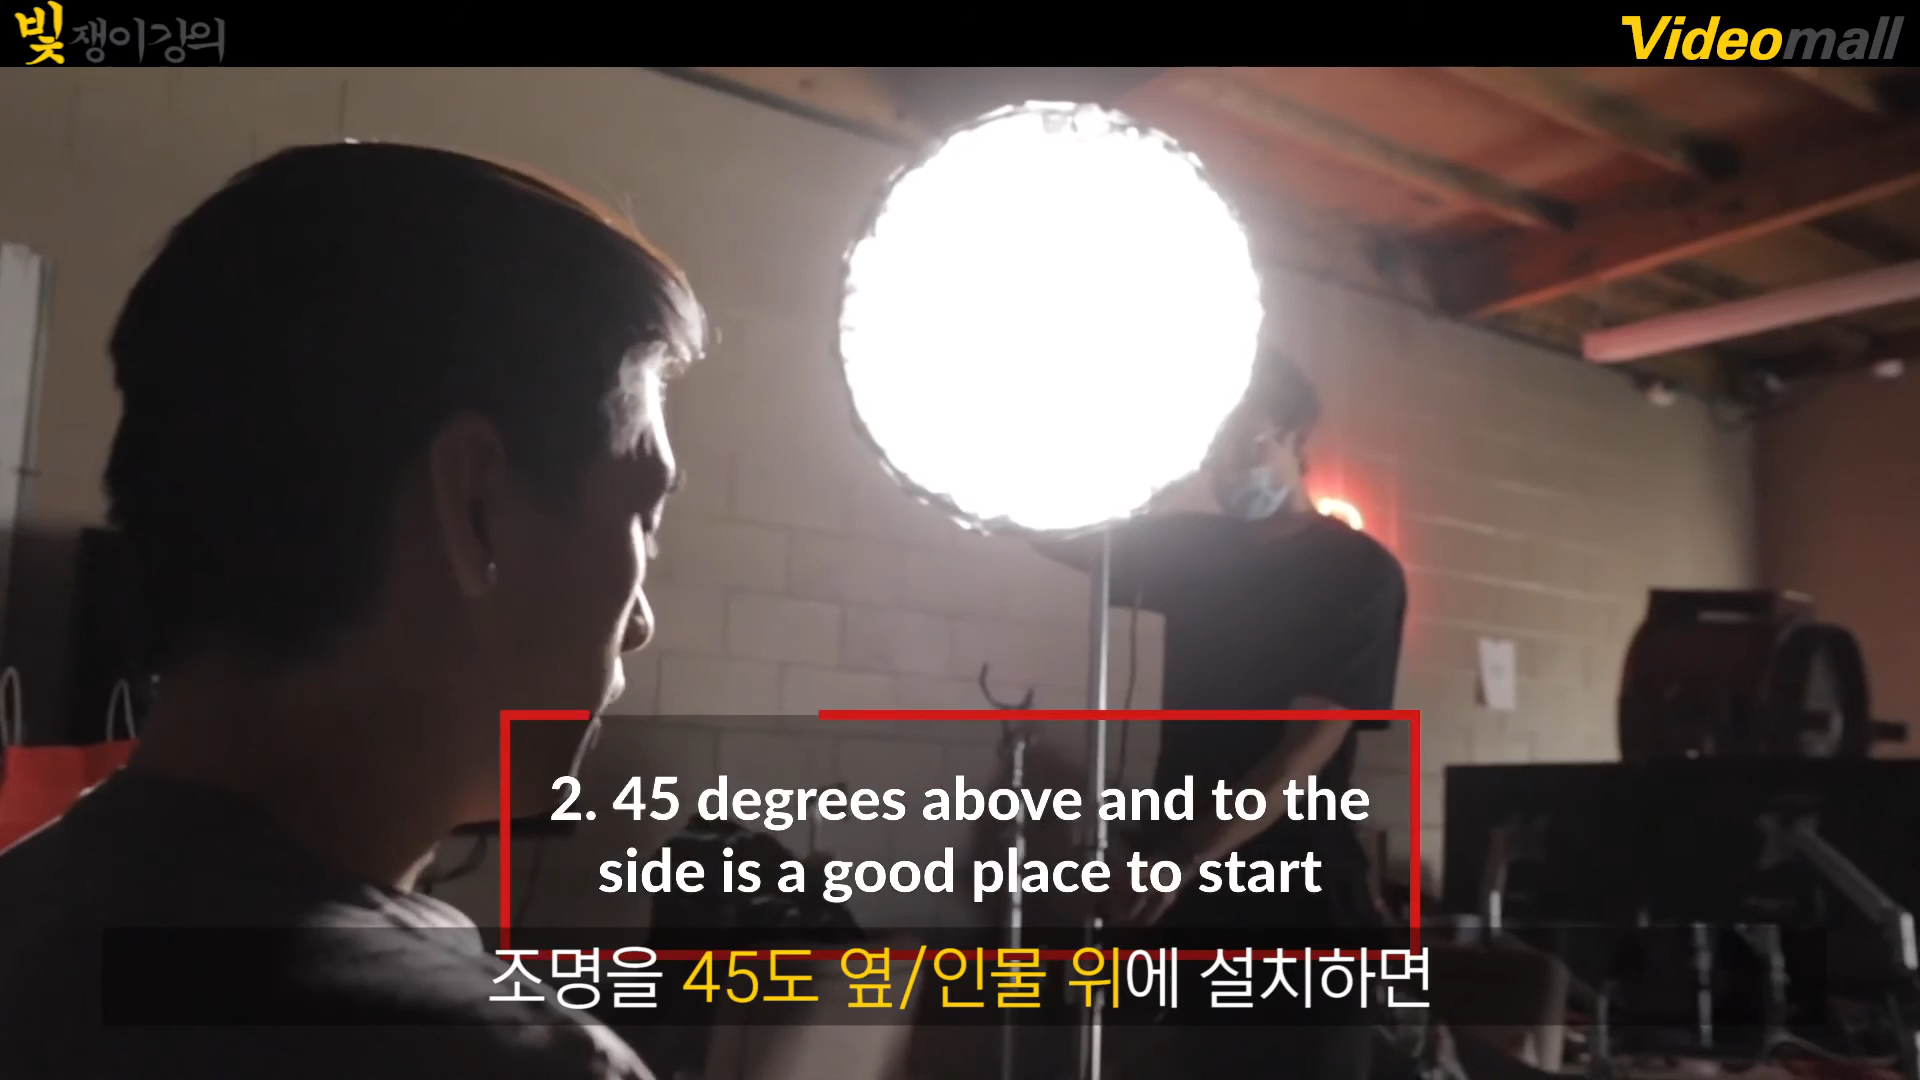 빛쟁이강의
Videomall
2. 45 degrees above and to the
side is a good place to start
조명을 45도 옆/인물 위에 설치하면